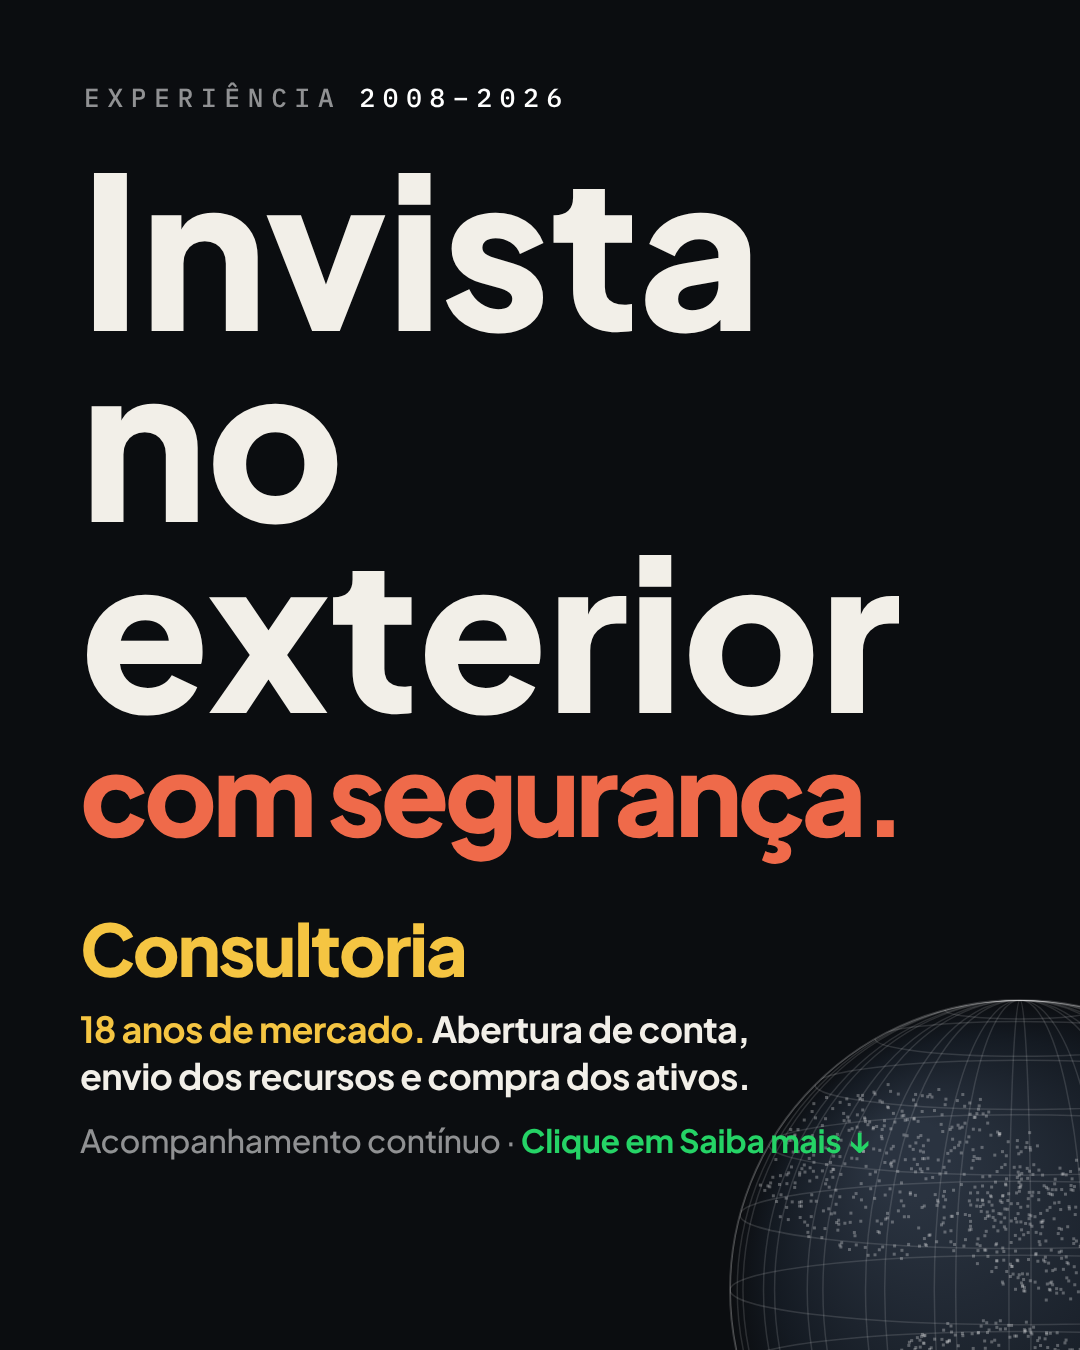 EXPERIÊNCIA 2008–2026
Invista
no
exterior
com segurança.
Consultoria
18 anos de mercado. Abertura de conta,
envio dos recursos e compra dos ativos.
Acompanhamento contínuo · Clique em Saiba mais ↓